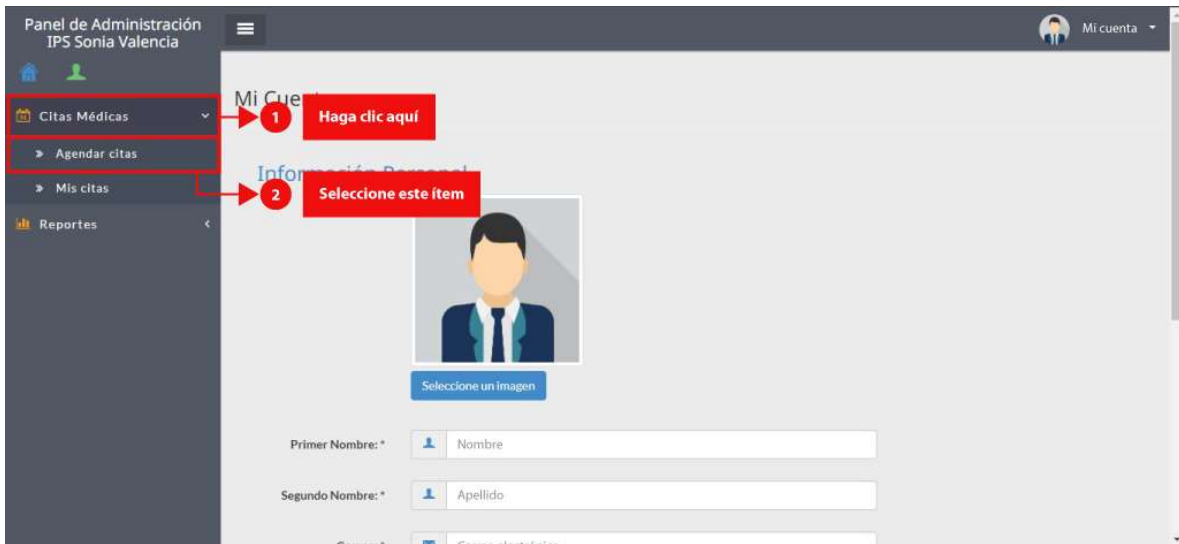 Panel de Administración
IPS Sonia Valencia
Mi cuenta
Citas Médicas
Agendar citas
Mis citas
Reportes
Mi
1 Haga clic aquí
2 Seleccione este ítem
Seleccione un imagen
Primer Nombre: *
Nombre
Segundo Nombre: *
Apellido